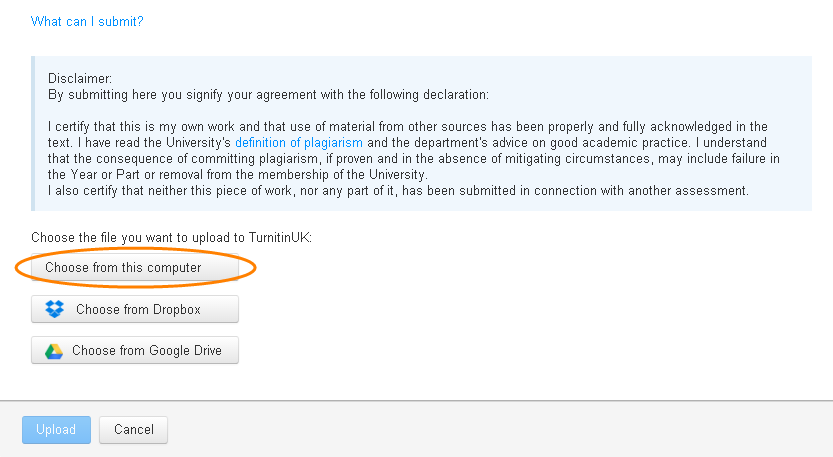 What can I submit?
Disclaimer:
By submitting here you signify your agreement with the following declaration:
I certify that this is my own work and that use of material from other sources has been properly and fully acknowledged in the
text. I have read the University's definition of plagiarism and the department's advice on good academic practice. I understand
that the consequence of committing plagiarism, if proven and in the absence of mitigating circumstances, may include failure in
the Year or Part or removal from the membership of the University.
I also certify that neither this piece of work, nor any part of it, has been submitted in connection with another assessment.
Choose the file you want to upload to TurnitinUK:
Choose from this computer
Choose from Dropbox
Choose from Google Drive
Upload Cancel